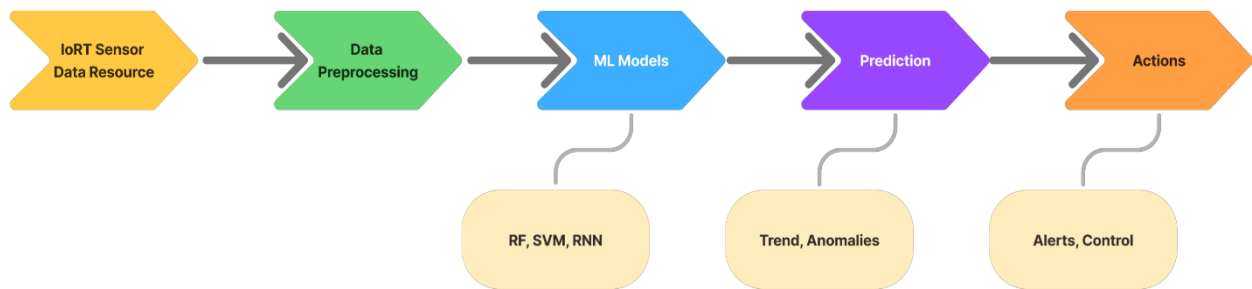 IoRT Sensor
Data Resource
Data
Preprocessing
ML Models
Prediction
Actions
RF, SVM, RNN
Trend, Anomalies
Alerts, Control